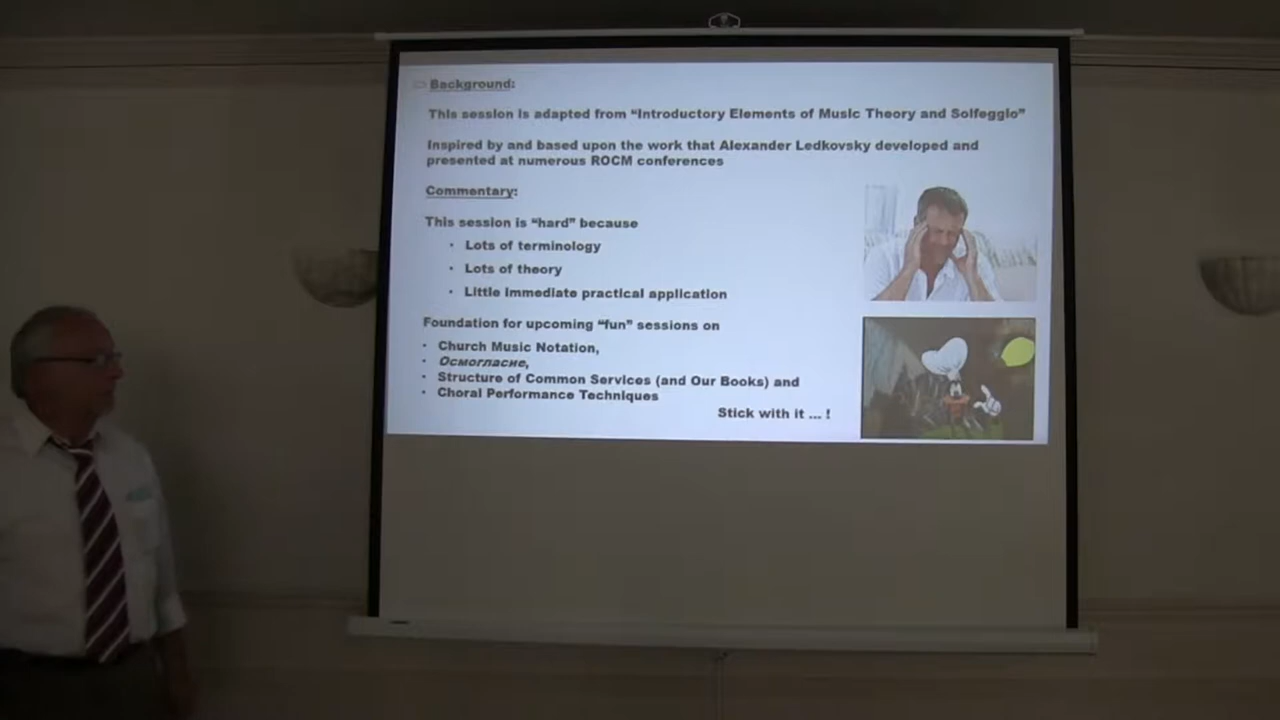 Background:
This session is adapted from “Introductory Elements of Music Theory and Solfeggio”
Inspired by and based upon the work that Alexander Ledkovsky developed and
presented at numerous ROCM conferences
Commentary:
This session is “hard” because
• Lots of terminology
• Lots of theory
• Little immediate practical application
Foundation for upcoming “fun” sessions on
• Church Music Notation,
• Осмогласие,
• Structure of Common Services (and Our Books) and
• Choral Performance Techniques
Stick with it ... !